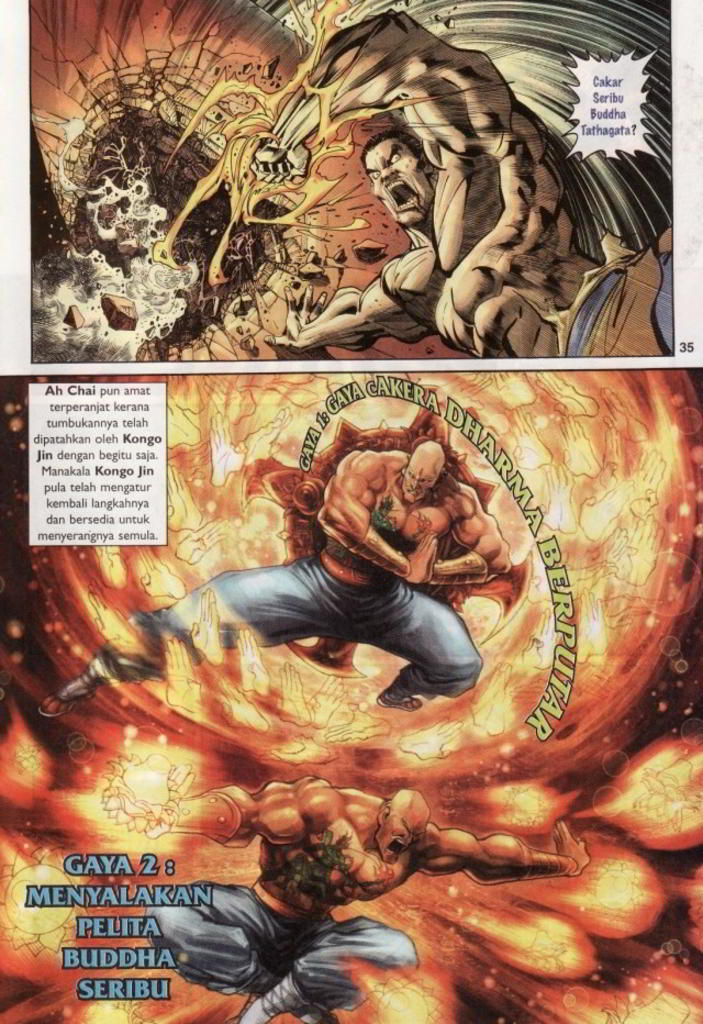 Cakar
Seribu
Buddha
Tathagata?
35
Ah Chai pun amat
terperanjat kerana
tumbukannya telah
dipatahkan oleh Kongo
Jin dengan begitu saja.
Manakala Kongo Jin
pula telah mengatur
kembali langkahnya
dan bersedia untuk
menyerangnya semula.
GAYA 1: GAYA CAKERA DHARMA BERPUTAR
GAYA 2 :
MENYALAKAN
PELITA
BUDDHA
SERIBU